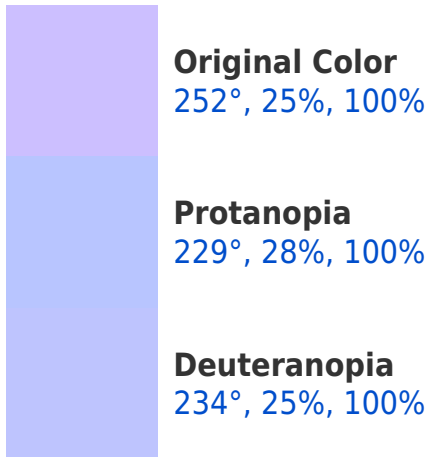 Original Color
252°, 25%, 100%
Protanopia
229°, 28%, 100%
Deuteranopia
234°, 25%, 100%